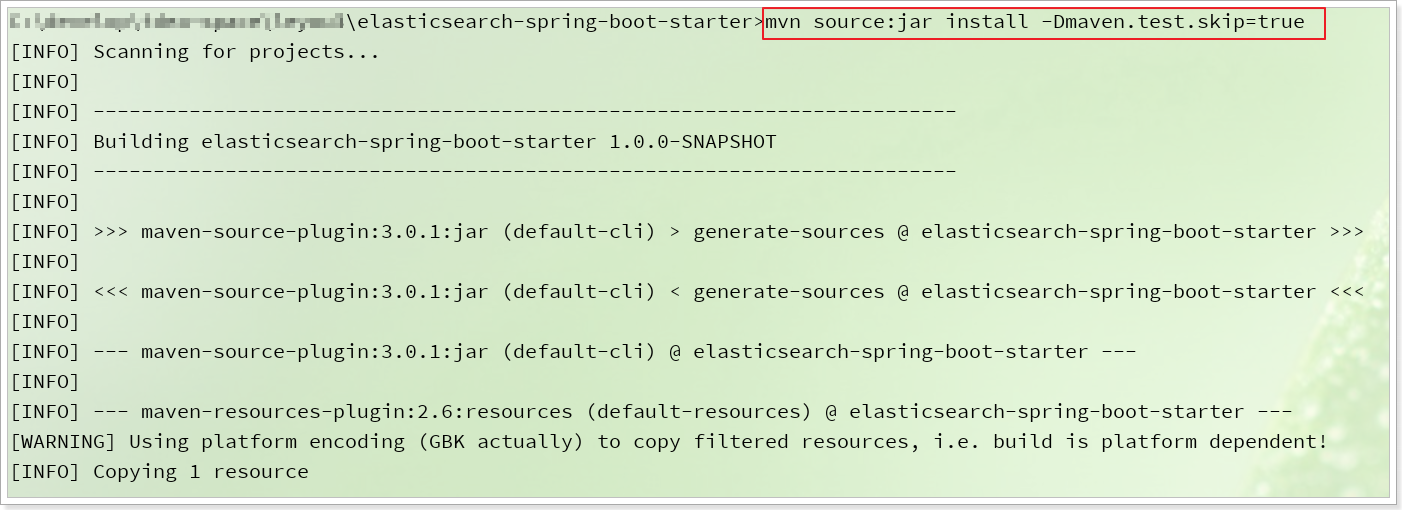 \elasticsearch-spring-boot-starter>mvn source:jar install -Dmaven.test.skip=true
[INFO] Scanning for projects...
[INFO]
[INFO] ------------------------------------------------------------------------
[INFO] Building elasticsearch-spring-boot-starter 1.0.0-SNAPSHOT
[INFO] ------------------------------------------------------------------------
[INFO]
[INFO] >>> maven-source-plugin:3.0.1:jar (default-cli) > generate-sources @ elasticsearch-spring-boot-starter >>>
[INFO]
[INFO] <<< maven-source-plugin:3.0.1:jar (default-cli) < generate-sources @ elasticsearch-spring-boot-starter <<<
[INFO]
[INFO] --- maven-source-plugin:3.0.1:jar (default-cli) @ elasticsearch-spring-boot-starter ---
[INFO]
[INFO] --- maven-resources-plugin:2.6:resources (default-resources) @ elasticsearch-spring-boot-starter ---
[WARNING] Using platform encoding (GBK actually) to copy filtered resources, i.e. build is platform dependent!
[INFO] Copying 1 resource